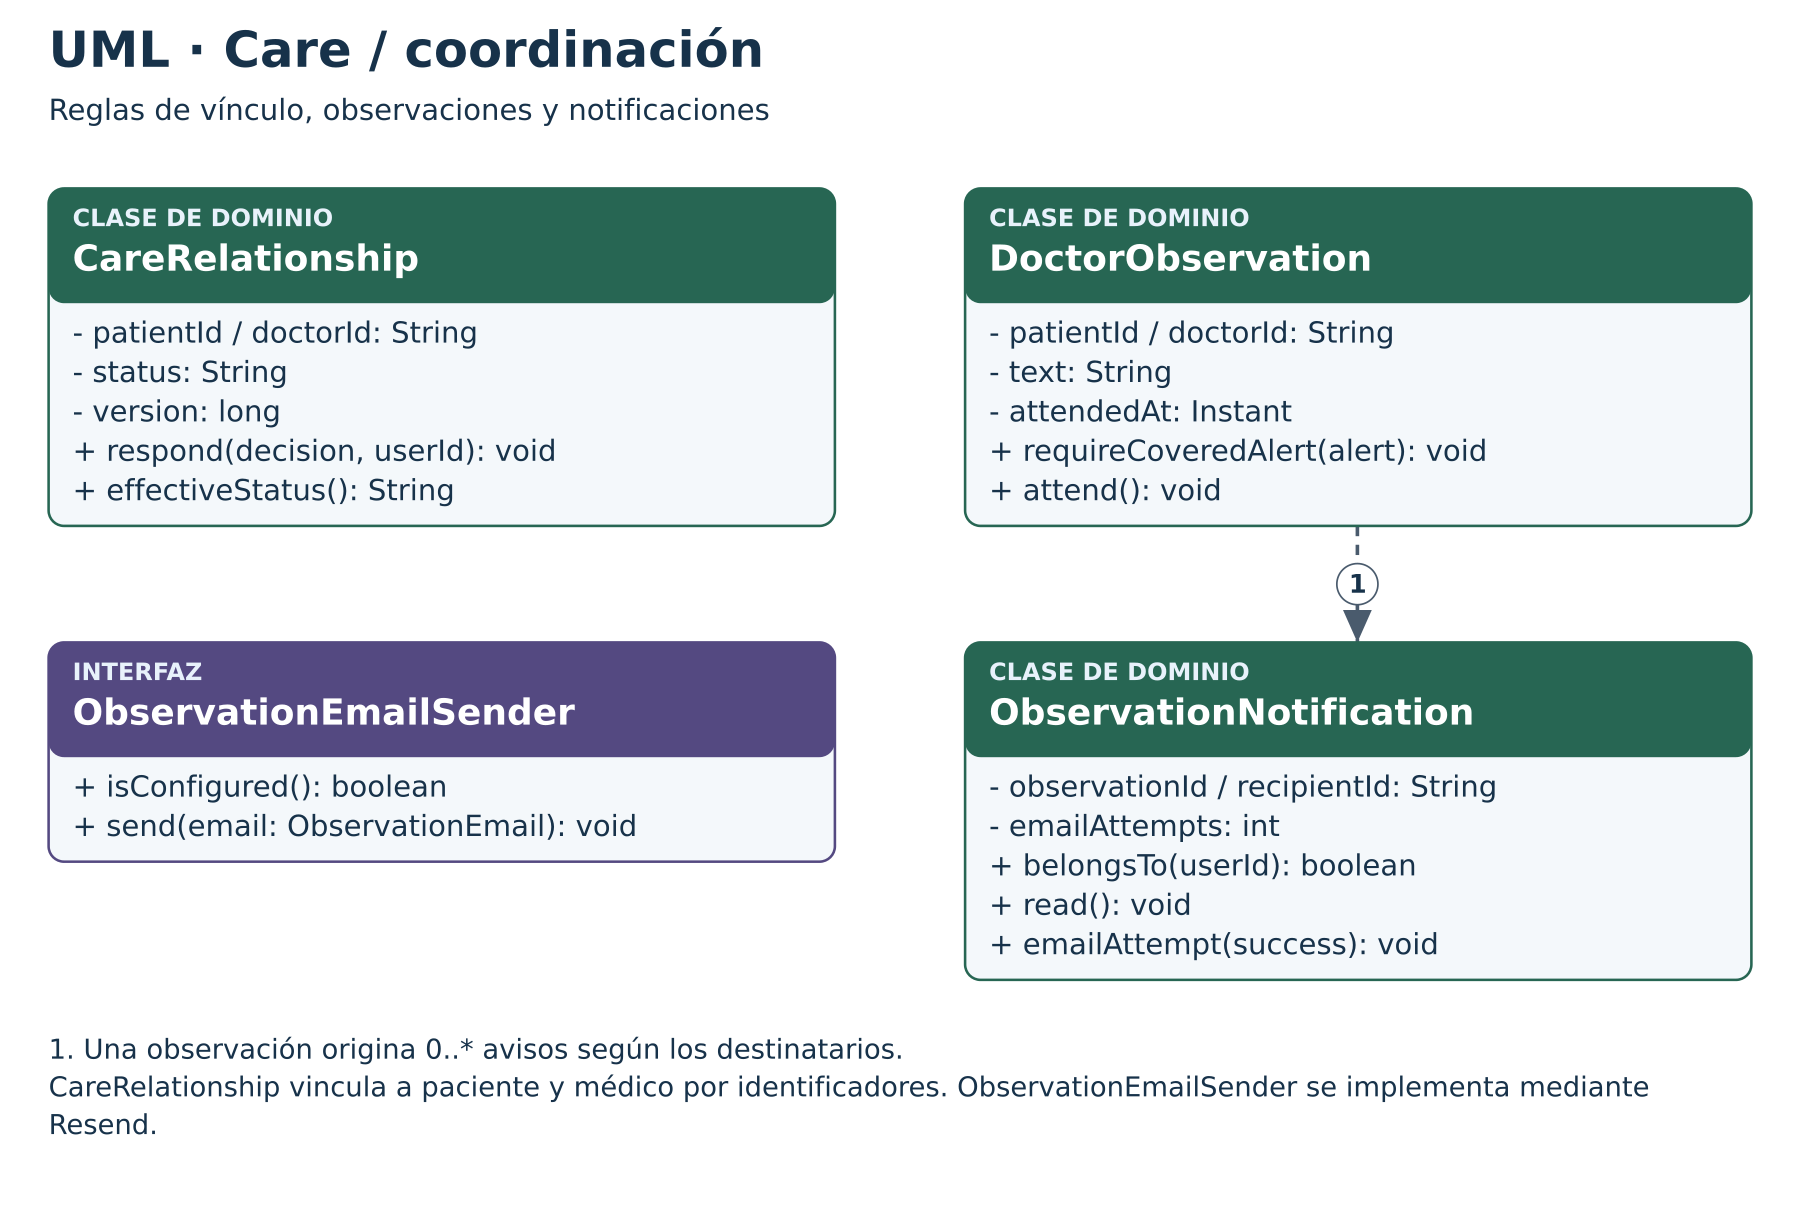 UML · Care / coordinación
Reglas de vínculo, observaciones y notificaciones
CLASE DE DOMINIO
CareRelationship
- patientId / doctorId: String
- status: String
- version: long
+ respond(decision, userId): void
+ effectiveStatus(): String
CLASE DE DOMINIO
DoctorObservation
- patientId / doctorId: String
- text: String
- attendedAt: Instant
+ requireCoveredAlert(alert): void
+ attend(): void
1
INTERFAZ
ObservationEmailSender
+ isConfigured(): boolean
+ send(email: ObservationEmail): void
CLASE DE DOMINIO
ObservationNotification
- observationId / recipientId: String
- emailAttempts: int
+ belongsTo(userId): boolean
+ read(): void
+ emailAttempt(success): void
1. Una observación origina 0..* avisos según los destinatarios.
CareRelationship vincula a paciente y médico por identificadores. ObservationEmailSender se implementa mediante
Resend.